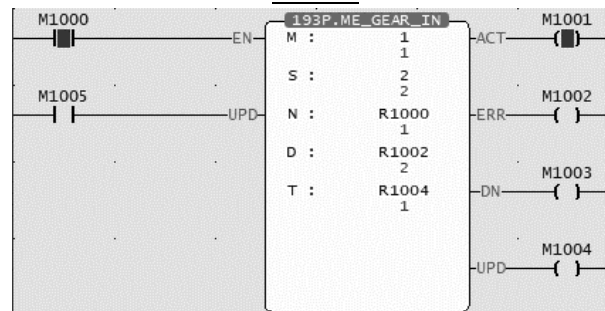 193P.ME_GEAR_IN
M1000
M1001
EN
M : 1
ACT
1
S : 2
2
M1005
M1002
UPD
N : R1000
ERR
1
D : R1002
2
M1003
T : R1004
DN
1
M1004
UPD